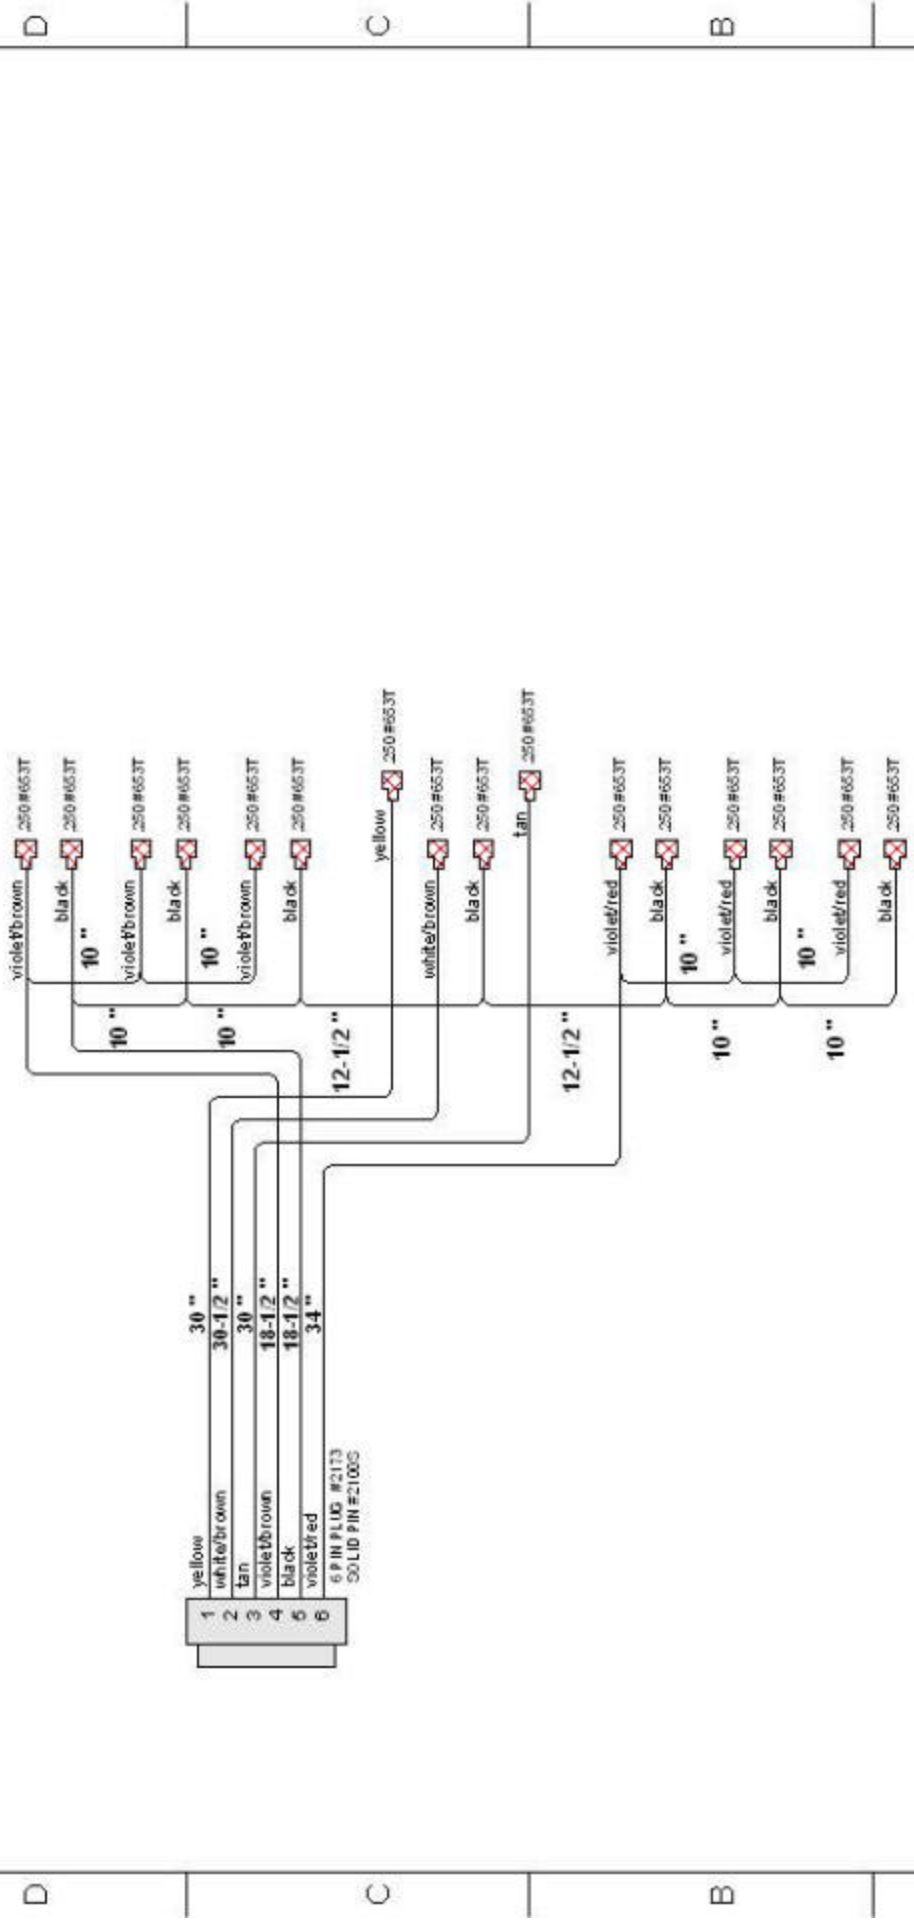 D
C
B
violet/brown
.250 #653T
black
.250 #653T
violet/brown
.250 #653T
black
.250 #653T
violet/brown
.250 #653T
black
.250 #653T
yellow
.250 #653T
white/brown
.250 #653T
black
.250 #653T
tan
.250 #653T
violet/red
.250 #653T
black
.250 #653T
violet/red
.250 #653T
black
.250 #653T
violet/red
.250 #653T
black
.250 #653T
10 "
10 "
10 "
10 "
10 "
10 "
12-1/2 "
12-1/2 "
10 "
10 "
yellow 30 "
white/brown 30-1/2 "
tan 30 "
violet/brown 18-1/2 "
black 18-1/2 "
violet/red 34 "
1
2
3
4
5
6
6 PIN PLUG #2173
SOLID PIN #2100S
D
C
B